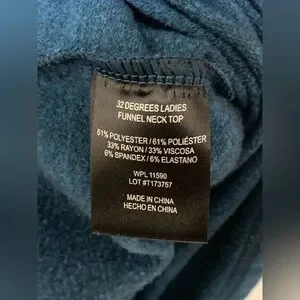 32 DEGREES LADIES
FUNNEL NECK TOP
61% POLYESTER / 61% POLIÉSTER
33% RAYON / 33% VISCOSA
6% SPANDEX / 6% ELASTANO
WPL 11590
LOT #T173757
MADE IN CHINA
HECHO EN CHINA